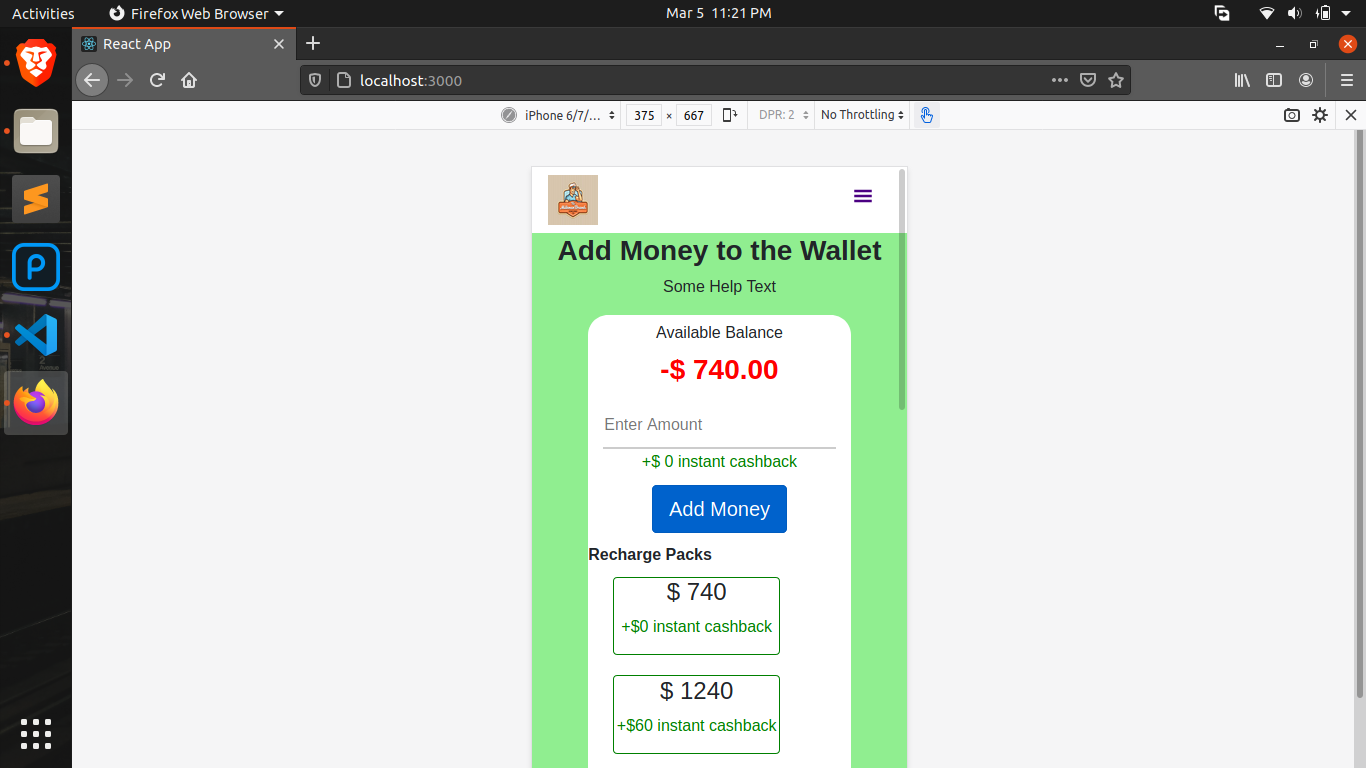 Activities
Firefox Web Browser
Mar 5 11:21 PM
React App
localhost:3000
iPhone 6/7/...
375 × 667
DPR: 2
No Throttling
Add Money to the Wallet
Some Help Text
Available Balance
-$ 740.00
Enter Amount
+$ 0 instant cashback
Add Money
Recharge Packs
$ 740
+$0 instant cashback
$ 1240
+$60 instant cashback